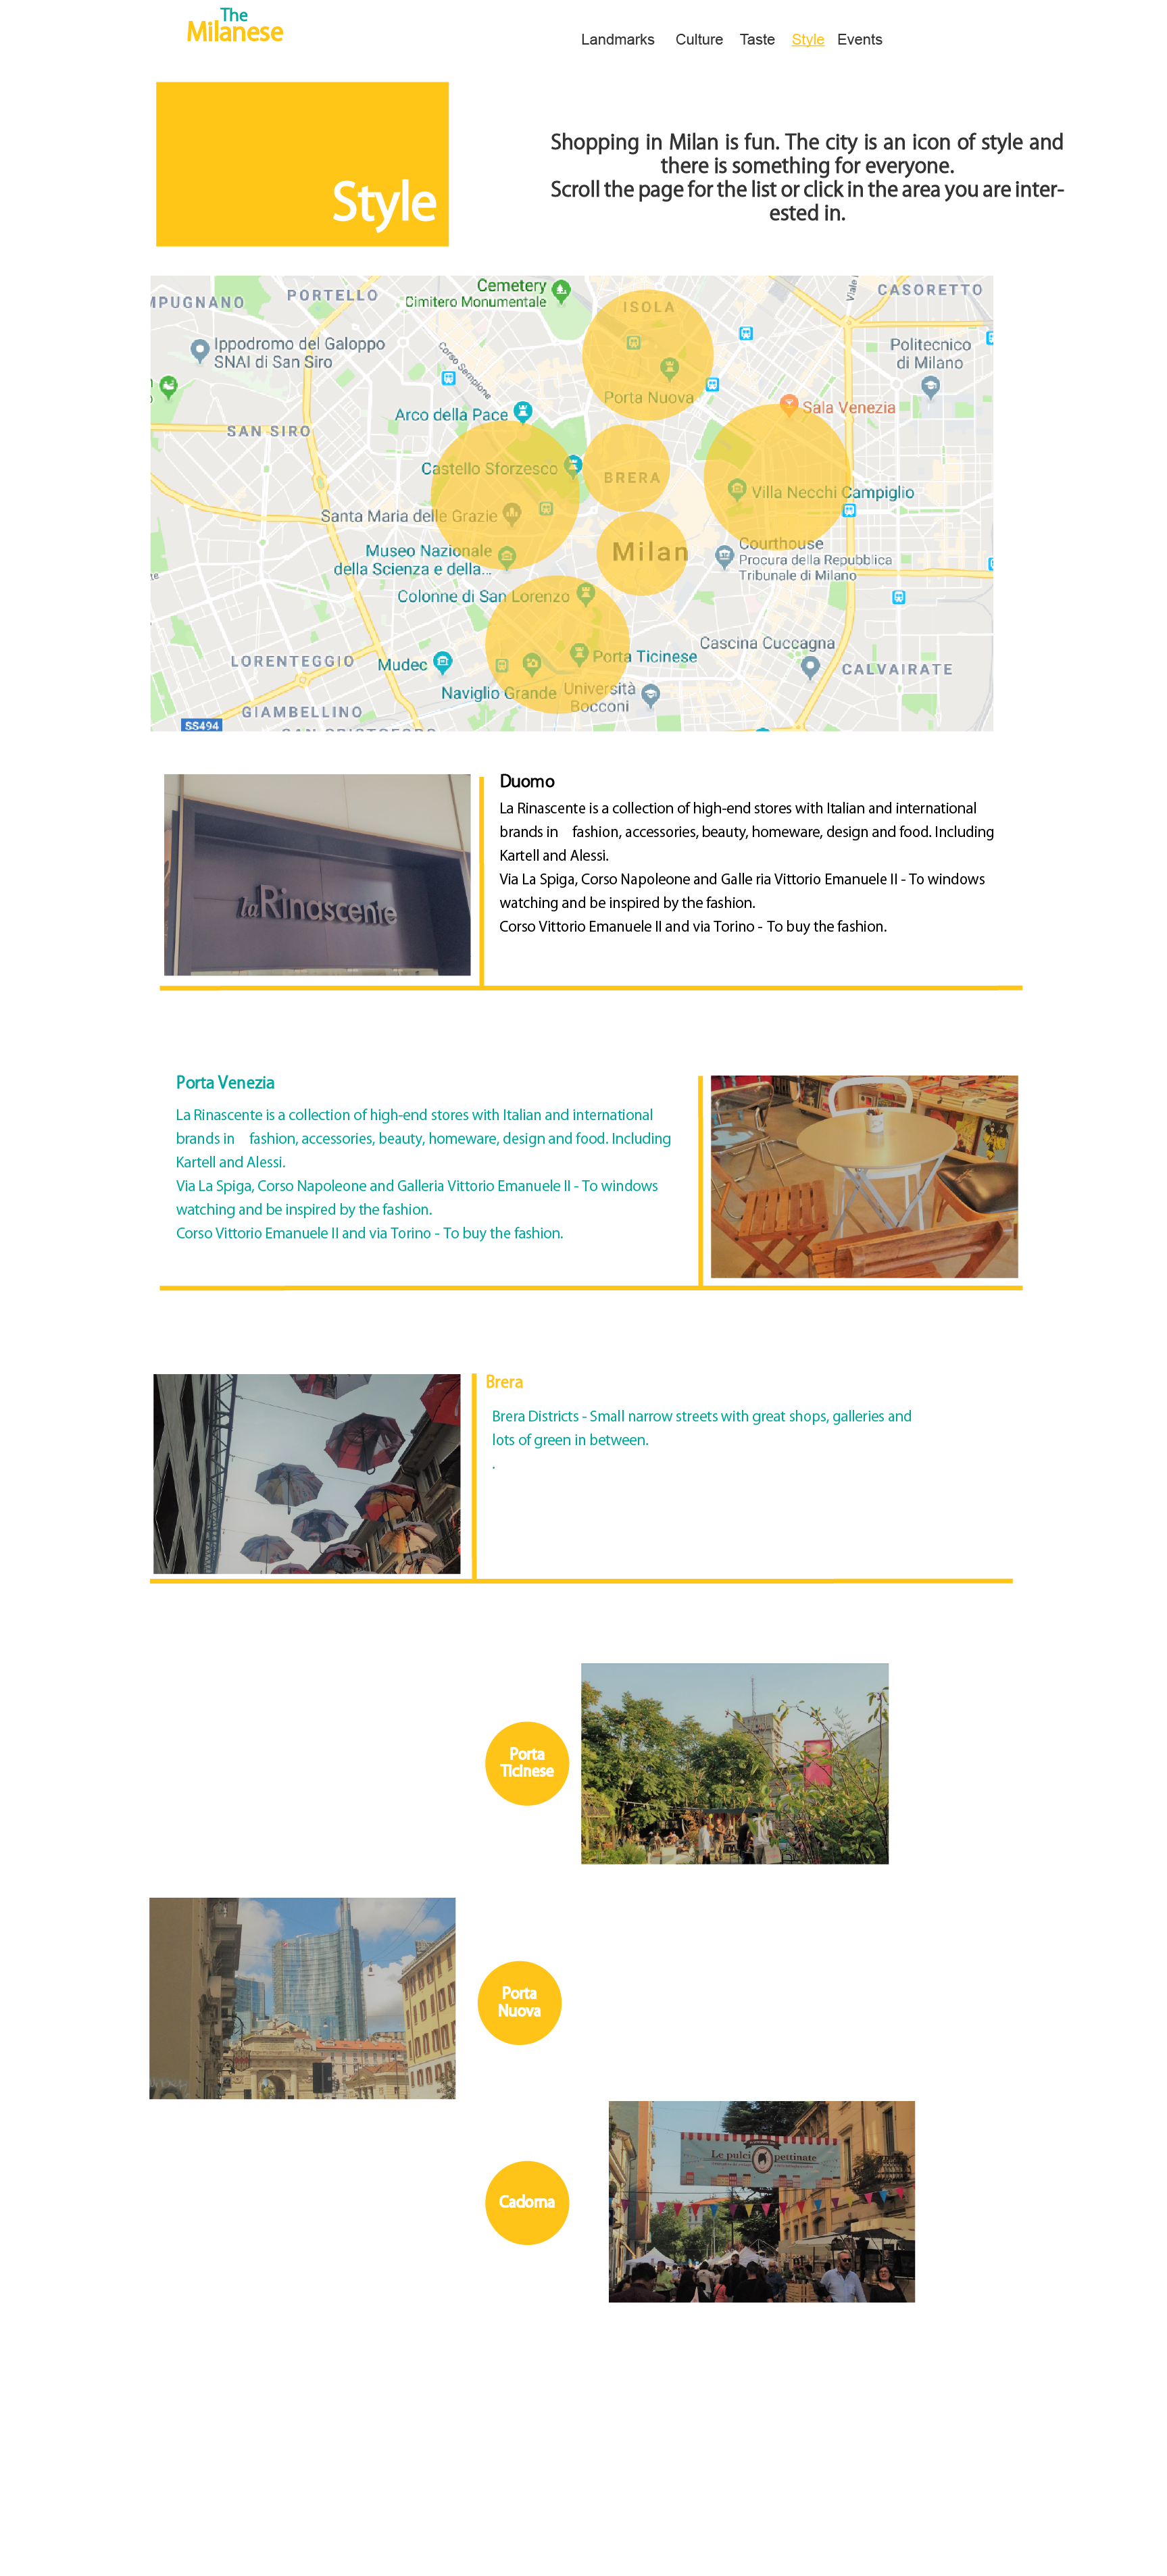 The
Milanese
Landmarks Culture Taste Style Events
Style
Shopping in Milan is fun. The city is an icon of style and
there is something for everyone.
Scroll the page for the list or click in the area you are inter-
ested in.
MPUGNANO
PORTELLO
Cemetery
Cimitero Monumentale
ISOLA
Viale
CASORETTO
Ippodromo del Galoppo
SNAI di San Siro
Corso Sempione
Politecnico
di Milano
Porta Nuova
Arco della Pace
Sala Venezia
SAN SIRO
Castello Sforzesco
BRERA
Villa Necchi Campiglio
Santa Maria delle Grazie
Museo Nazionale
della Scienza e della...
Milan
Courthouse
Procura della Repubblica
Tribunale di Milano
te
Colonne di San Lorenzo
Cascina Cuccagna
LORENTEGGIO
Mudec
Porta Ticinese
CALVAIRATE
Naviglio Grande
Università
Bocconi
GIAMBELLINO
SS494
Duomo
La Rinascente is a collection of high-end stores with Italian and international
brands in fashion, accessories, beauty, homeware, design and food. Including
Kartell and Alessi.
Via La Spiga, Corso Napoleone and Galle ria Vittorio Emanuele II - To windows
watching and be inspired by the fashion.
Corso Vittorio Emanuele II and via Torino - To buy the fashion.
la Rinascente
Porta Venezia
La Rinascente is a collection of high-end stores with Italian and international
brands in fashion, accessories, beauty, homeware, design and food. Including
Kartell and Alessi.
Via La Spiga, Corso Napoleone and Galleria Vittorio Emanuele II - To windows
watching and be inspired by the fashion.
Corso Vittorio Emanuele II and via Torino - To buy the fashion.
Brera
Brera Districts - Small narrow streets with great shops, galleries and
lots of green in between.
.
Porta
Ticinese
Porta
Nuova
Le pulci pettinate
Cadorna